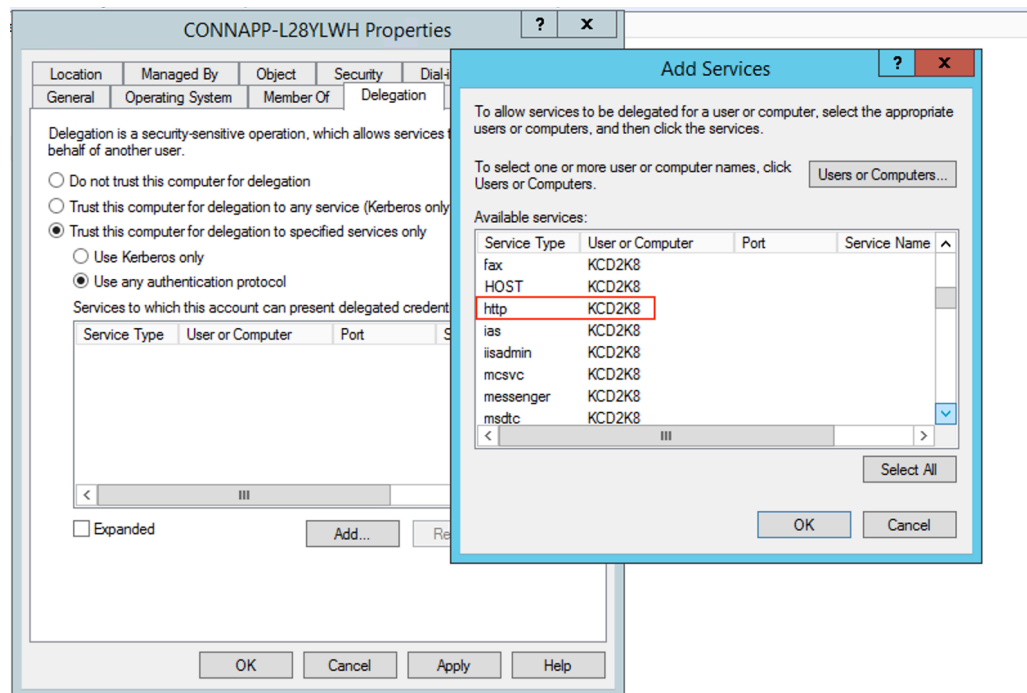 CONNAPP-L28YLWH Properties
?
x
Location Managed By Object Security Dial-i
General Operating System Member Of Delegation
Delegation is a security-sensitive operation, which allows services
behalf of another user.
Do not trust this computer for delegation
Trust this computer for delegation to any service (Kerberos only
Trust this computer for delegation to specified services only
Use Kerberos only
Use any authentication protocol
Services to which this account can present delegated credent
Service Type User or Computer Port S
Expanded
Add...
Re
OK Cancel Apply Help
Add Services
?
x
To allow services to be delegated for a user or computer, select the appropriate
users or computers, and then click the services.
To select one or more user or computer names, click
Users or Computers.
Users or Computers...
Available services:
Service Type User or Computer Port Service Name
fax KCD2K8
HOST KCD2K8
http KCD2K8
ias KCD2K8
iisadmin KCD2K8
mcsvc KCD2K8
messenger KCD2K8
msdtc KCD2K8
Select All
OK Cancel